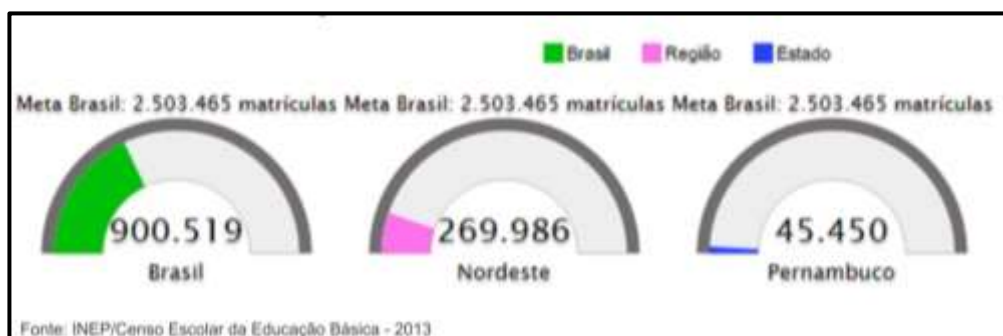 Brasil Região Estado
Meta Brasil: 2.503.465 matrículas Meta Brasil: 2.503.465 matrículas Meta Brasil: 2.503.465 matrículas
900.519 269.986 45.450
Brasil Nordeste Pernambuco
Fonte: INEP/Censo Escolar da Educação Básica - 2013